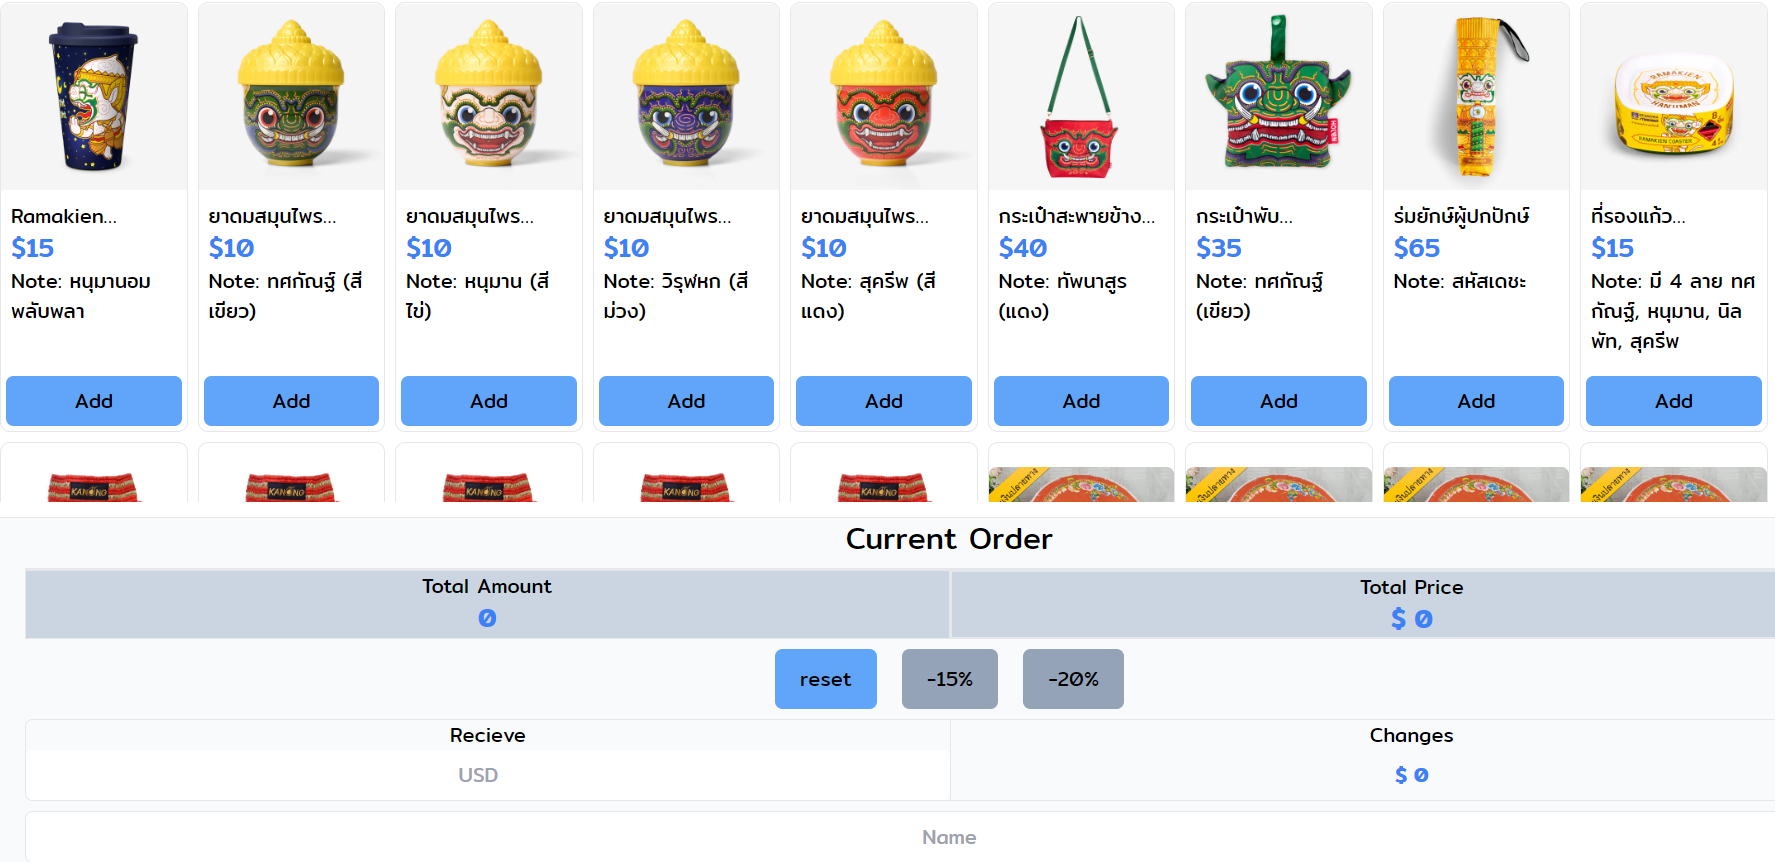 Ramakien...
$15
Note: หนุมานอม
พลับพลา
Add
ยาดมสมุนไพร...
$10
Note: ทศกัณฐ์ (สี
เขียว)
Add
ยาดมสมุนไพร...
$10
Note: หนุมาน (สี
ไข่)
Add
ยาดมสมุนไพร...
$10
Note: วิรุฬหก (สี
ม่วง)
Add
ยาดมสมุนไพร...
$10
Note: สุครีพ (สี
แดง)
Add
กระเป๋าสะพายข้าง...
$40
Note: ทัพนาสูร
(แดง)
Add
กระเป๋าพับ...
$35
Note: ทศกัณฐ์
(เขียว)
Add
ร่มยักษ์ผู้ปกปักษ์
$65
Note: สหัสเดชะ
Add
RAMAKIEN
HANUMAN
RAMAKIEN COASTER
ที่รองแก้ว...
$15
Note: มี 4 ลาย ทศ
กัณฐ์, หนุมาน, นิล
พัท, สุครีพ
Add
KANONG
KANONG
KANONG
KANONG
KANONG
Current Order
Total Amount
0
Total Price
$ 0
reset
-15%
-20%
Recieve
USD
Changes
$ 0
Name